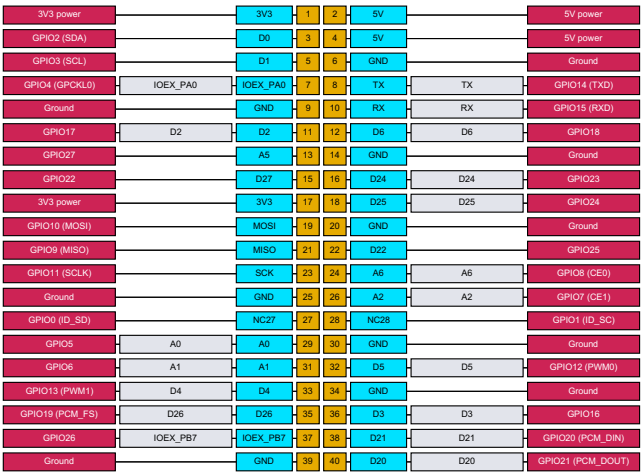 3V3 power 3V3 1 2 5V 5V power
GPIO2 (SDA) D0 3 4 5V 5V power
GPIO3 (SCL) D1 5 6 GND Ground
GPIO4 (GPCKL0) IOEX_PA0 IOEX_PA0 7 8 TX TX GPIO14 (TXD)
Ground GND 9 10 RX RX GPIO15 (RXD)
GPIO17 D2 D2 11 12 D6 D6 GPIO18
GPIO27 A5 13 14 GND Ground
GPIO22 D27 15 16 D24 D24 GPIO23
3V3 power 3V3 17 18 D25 D25 GPIO24
GPIO10 (MOSI) MOSI 19 20 GND Ground
GPIO9 (MISO) MISO 21 22 D22 GPIO25
GPIO11 (SCLK) SCK 23 24 A6 A6 GPIO8 (CE0)
Ground GND 25 26 A2 A2 GPIO7 (CE1)
GPIO0 (ID_SD) NC27 27 28 NC28 GPIO1 (ID_SC)
GPIO5 A0 A0 29 30 GND Ground
GPIO6 A1 A1 31 32 D5 D5 GPIO12 (PWM0)
GPIO13 (PWM1) D4 D4 33 34 GND Ground
GPIO19 (PCM_FS) D26 D26 35 36 D3 D3 GPIO16
GPIO26 IOEX_PB7 IOEX_PB7 37 38 D21 D21 GPIO20 (PCM_DIN)
Ground GND 39 40 D20 D20 GPIO21 (PCM_DOUT)